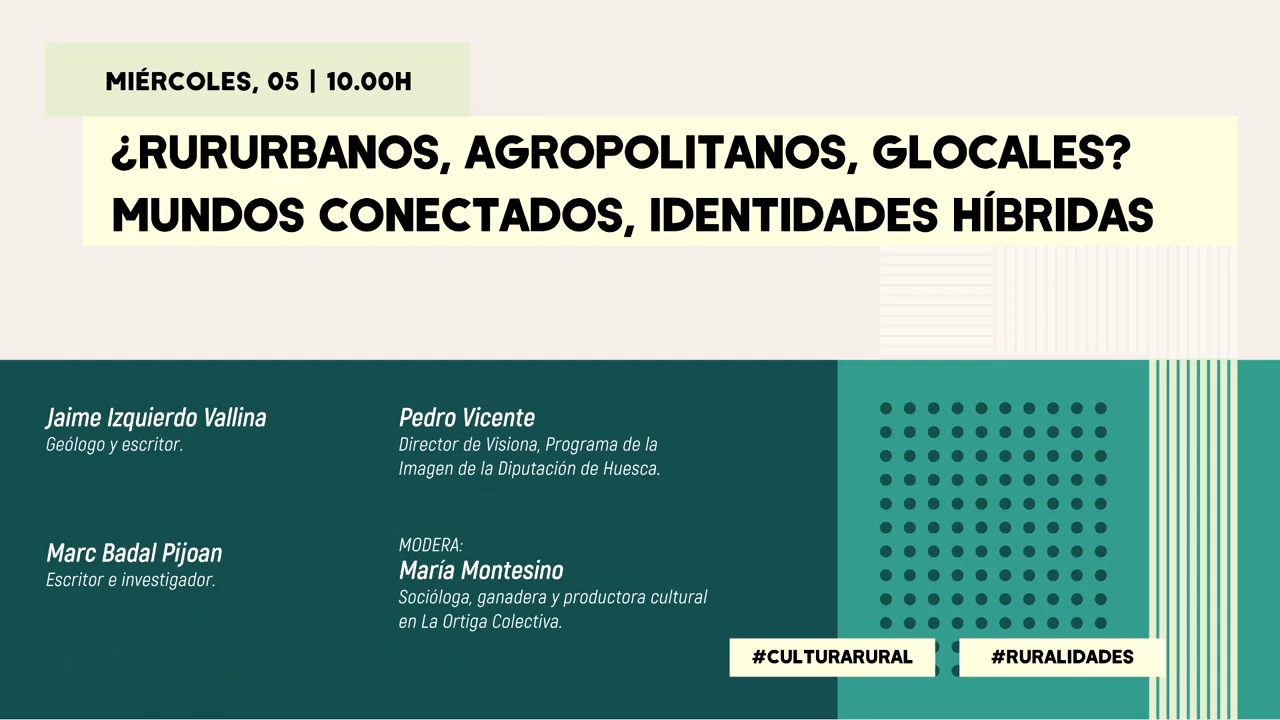 MIÉRCOLES, 05 | 10.00H
¿RURURBANOS, AGROPOLITANOS, GLOCALES?
MUNDOS CONECTADOS, IDENTIDADES HÍBRIDAS
Jaime Izquierdo Vallina
Geólogo y escritor.
Pedro Vicente
Director de Visiona, Programa de la
Imagen de la Diputación de Huesca.
Marc Badal Pijoan
Escritor e investigador.
MODERA:
María Montesino
Socióloga, ganadera y productora cultural
en La Ortiga Colectiva.
#CULTURARURAL
#RURALIDADES